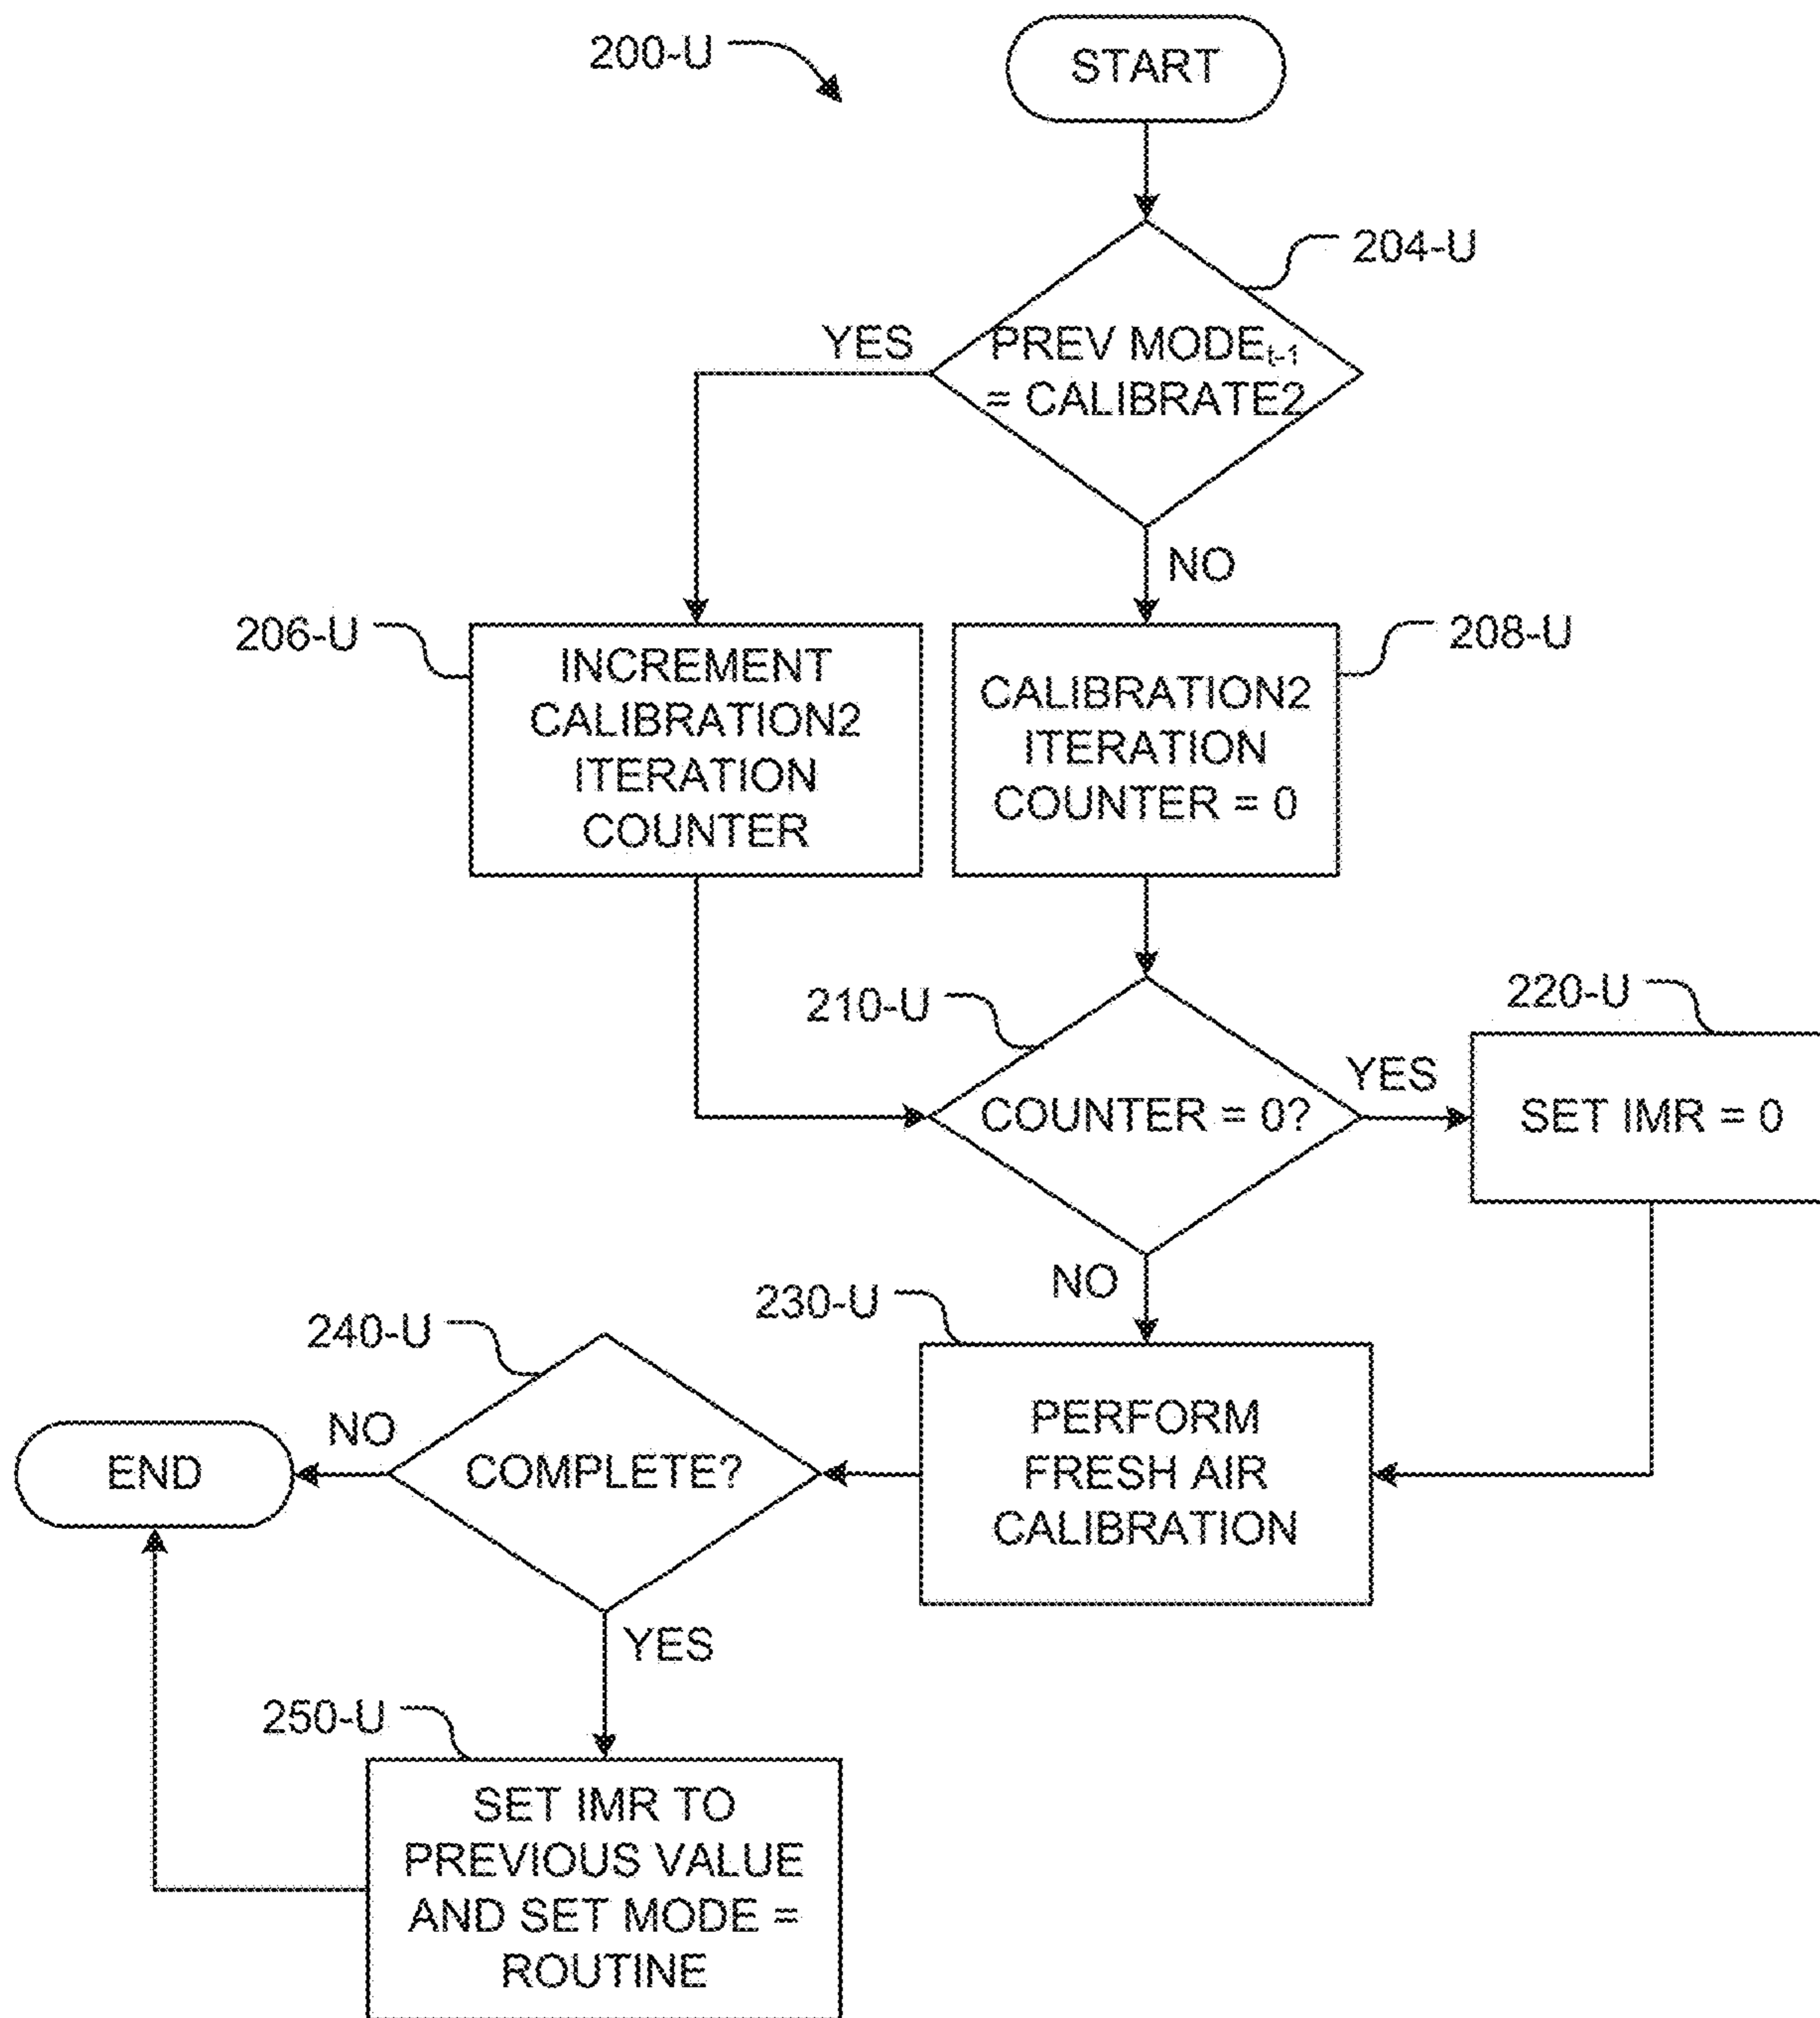 200-U
START
204-U
YES
PREV MODEt-1
= CALIBRATE2
NO
206-U
INCREMENT
CALIBRATION2
ITERATION
COUNTER
208-U
CALIBRATION2
ITERATION
COUNTER = 0
210-U
COUNTER = 0?
YES
220-U
SET IMR = 0
NO
230-U
PERFORM
FRESH AIR
CALIBRATION
240-U
COMPLETE?
NO
END
YES
250-U
SET IMR TO
PREVIOUS VALUE
AND SET MODE =
ROUTINE